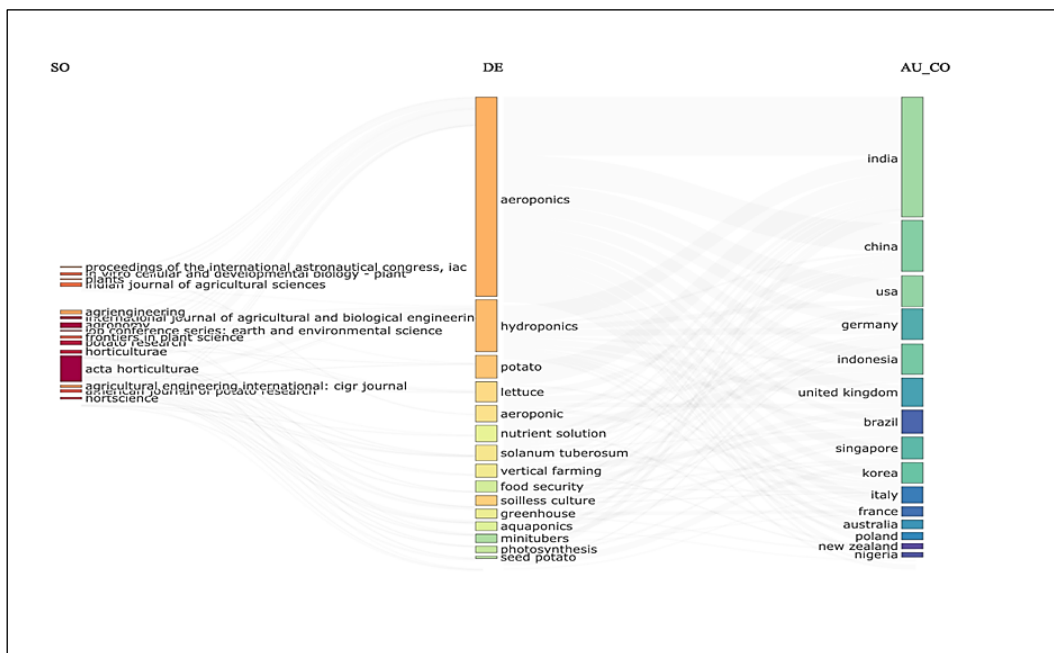 SO
DE
AU_CO
proceedings of the international astronautical congress, iac
in vitro cellular and developmental biology - plant
plants
indian journal of agricultural sciences
agriengineering
international journal of agricultural and biological engineering
agronomy
iop conference series: earth and environmental science
frontiers in plant science
potato research
horticulturae
acta horticulturae
agricultural engineering international: cigr journal
american journal of potato research
hortscience
aeroponics
hydroponics
potato
lettuce
aeroponic
nutrient solution
solanum tuberosum
vertical farming
food security
soilless culture
greenhouse
aquaponics
minitubers
photosynthesis
seed potato
india
china
usa
germany
indonesia
united kingdom
brazil
singapore
korea
italy
france
australia
poland
new zealand
nigeria